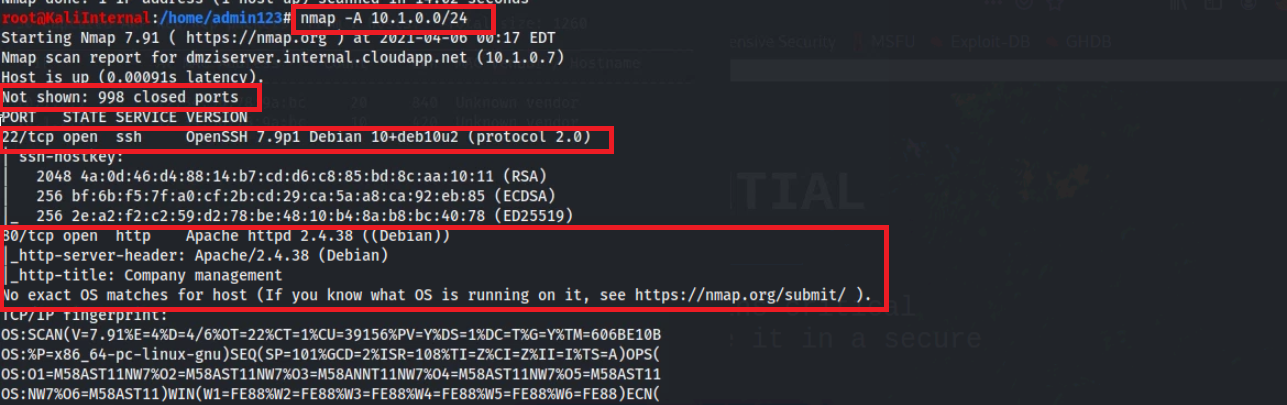 Nmap done: 1 IP address (1 host up) scanned in 14.02 seconds
root@KaliInternal:/home/admin123# nmap -A 10.1.0.0/24
Starting Nmap 7.91 ( https://nmap.org ) at 2021-04-06 00:17 EDT
Nmap scan report for dmziserver.internal.cloudapp.net (10.1.0.7)
Host is up (0.00091s latency).
Not shown: 998 closed ports
PORT STATE SERVICE VERSION
22/tcp open ssh OpenSSH 7.9p1 Debian 10+deb10u2 (protocol 2.0)
| ssh-hostkey:
| 2048 4a:0d:46:d4:88:14:b7:cd:d6:c8:85:bd:8c:aa:10:11 (RSA)
| 256 bf:6b:f5:7f:a0:cf:2b:cd:29:ca:5a:a8:ca:92:eb:85 (ECDSA)
|_ 256 2e:a2:f2:c2:59:d2:78:be:48:10:b4:8a:b8:bc:40:78 (ED25519)
80/tcp open http Apache httpd 2.4.38 ((Debian))
|_http-server-header: Apache/2.4.38 (Debian)
|_http-title: Company management
No exact OS matches for host (If you know what OS is running on it, see https://nmap.org/submit/ ).
TCP/IP fingerprint:
OS:SCAN(V=7.91%E=4%D=4/6%OT=22%CT=1%CU=39156%PV=Y%DS=1%DC=T%G=Y%TM=606BE10B
OS:%P=x86_64-pc-linux-gnu)SEQ(SP=101%GCD=2%ISR=108%TI=Z%CI=Z%II=I%TS=A)OPS(
OS:O1=M58AST11NW7%O2=M58AST11NW7%O3=M58ANNT11NW7%O4=M58AST11NW7%O5=M58AST11
OS:NW7%O6=M58AST11)WIN(W1=FE88%W2=FE88%W3=FE88%W4=FE88%W5=FE88%W6=FE88)ECN(
al size: 1260
ensive Security MSFU Exploit-DB GHDB
Hostname
9a:bc 20 840 Unknown vendor
Unknown vendor
TIAL
critical
e it in a secure